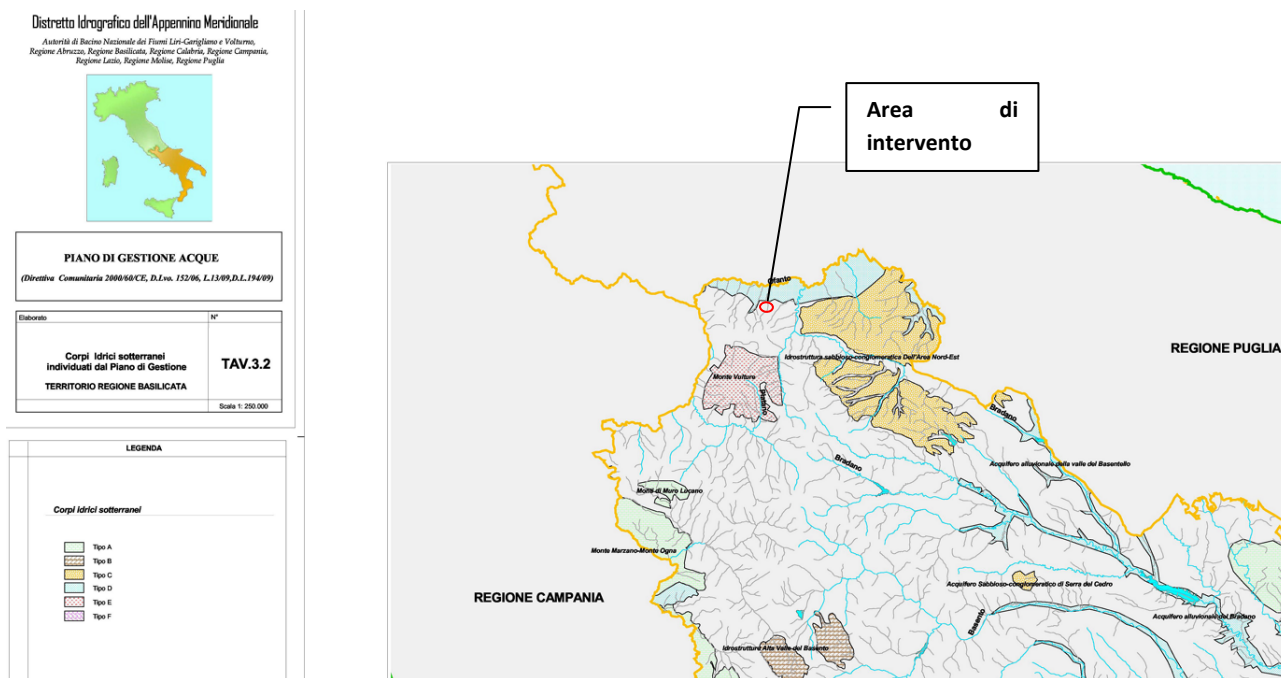 Distretto Idrografico dell'Appennino Meridionale
Autorità di Bacino Nazionale dei Fiumi Liri-Garigliano e Volturno,
Regione Abruzzo, Regione Basilicata, Regione Calabria, Regione Campania,
Regione Lazio, Regione Molise, Regione Puglia
PIANO DI GESTIONE ACQUE
(Direttiva Comunitaria 2000/60/CE, D.L.vo. 152/06, L.13/09,D.L.194/09)
Elaborato
N°
Corpi Idrici sotterranei
individuati dal Piano di Gestione
TERRITORIO REGIONE BASILICATA
TAV.3.2
Scala 1: 250.000
LEGENDA
Corpi idrici sotterranei
Tipo A
Tipo B
Tipo C
Tipo D
Tipo E
Tipo F
Area di
intervento
Ofanto
REGIONE PUGLIA
Idrostruttura sabbioso-conglomeratica Dell'Area Nord-Est
Monte Vulture
Bradano
Bradano
Acquifero alluvionale della valle del Basentello
Monti di Muro Lucano
Monte Marzano-Monte Ogna
REGIONE CAMPANIA
Acquifero Sabbioso-conglomeratico di Serra del Cedro
Acquifero alluvionale del Bradano
Basento
Idrostruttura Alta Valle del Basento